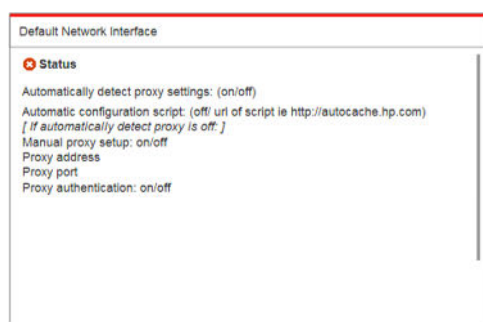 Default Network Interface
Status
Automatically detect proxy settings: (on/off)
Automatic configuration script: (off/ url of script ie http://autocache.hp.com)
[ If automatically detect proxy is off: ]
Manual proxy setup: on/off
Proxy address
Proxy port
Proxy authentication: on/off